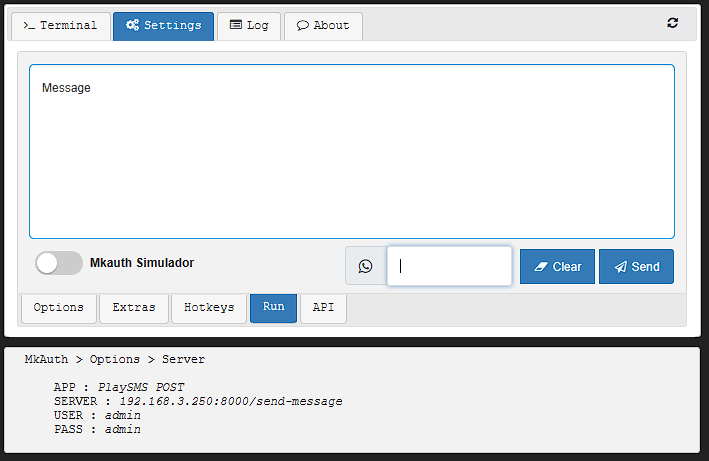 >_ Terminal Settings Log About
Message
Mkauth Simulador Clear Send
Options Extras Hotkeys Run API
MkAuth > Options > Server
APP : PlaySMS POST
SERVER : 192.168.3.250:8000/send-message
USER : admin
PASS : admin